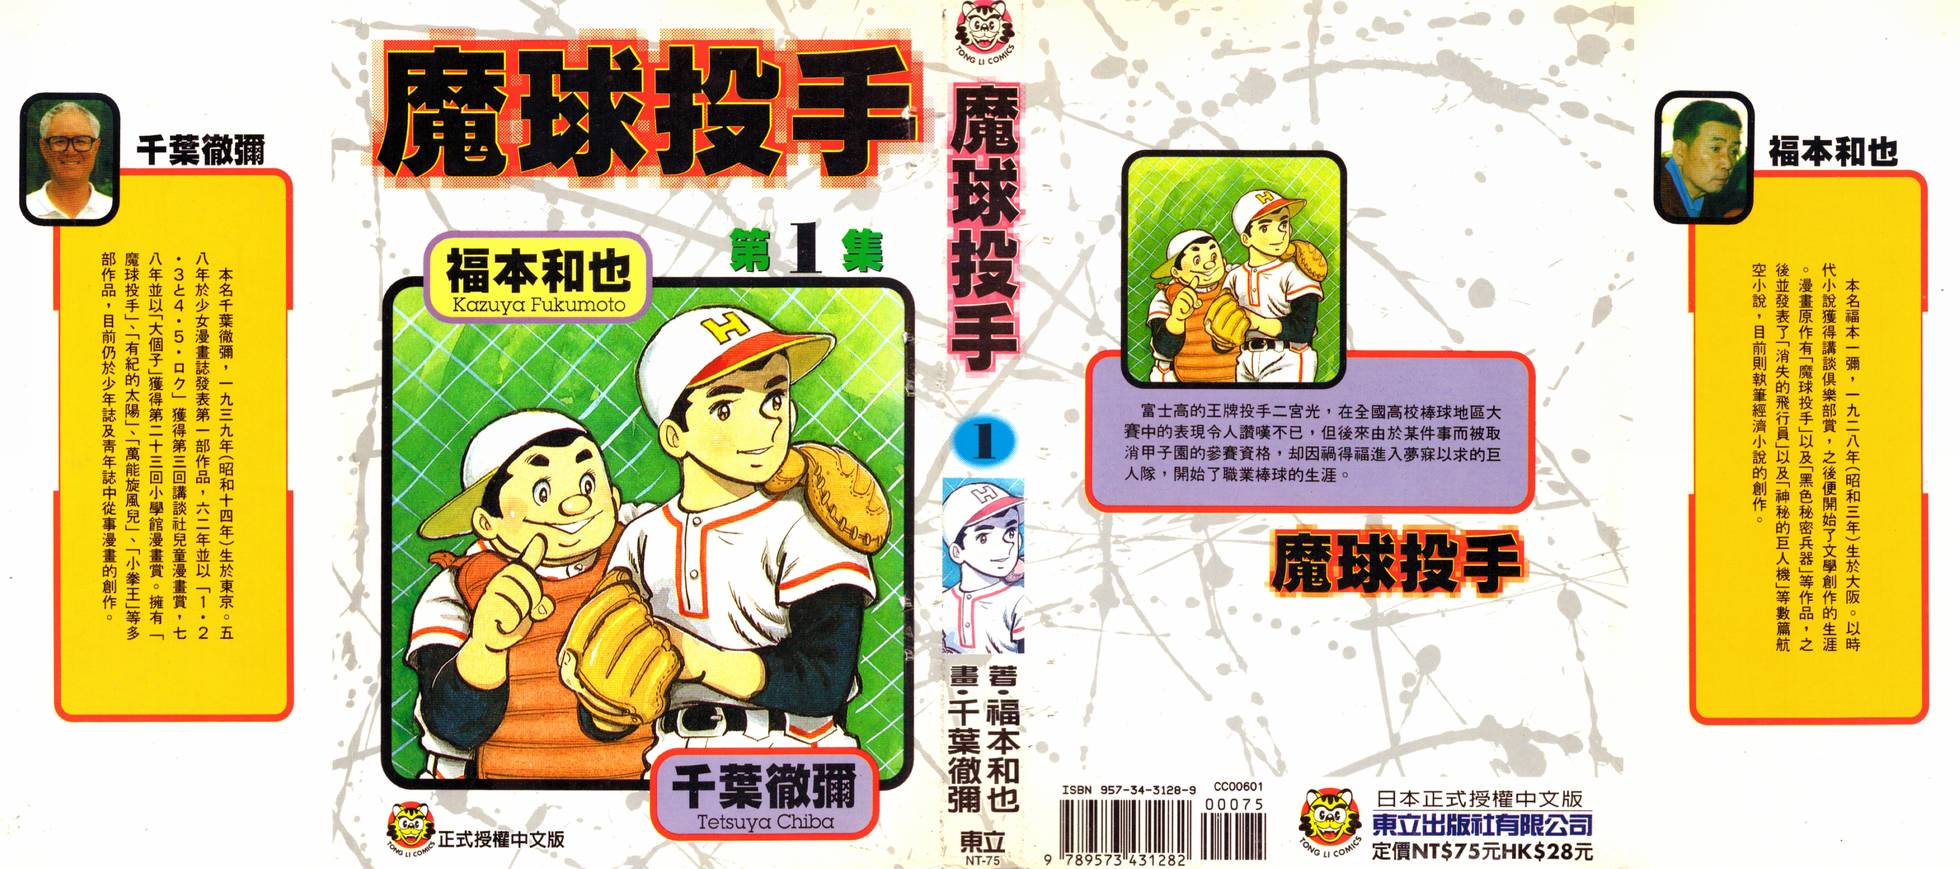 千葉徹彌
本名千葉徹彌，一九三九年（昭和十四年）生於東京。五
八年於少女漫畫誌發表第一部作品，六二年並以「1・2
・3と4・5・ロク」獲得第三回講談社兒童漫畫賞，七
八年並以「大個子」獲得第二十三回小學館漫畫賞。擁有「
魔球投手」、「有紀的太陽」、「萬能旋風兒」、「小拳王」等多
部作品，目前仍於少年誌及青年誌中從事漫畫的創作。
魔球投手
第1集
福本和也
Kazuya Fukumoto
H
千葉徹彌
Tetsuya Chiba
TONG LI COMICS
正式授權中文版
TONG LI COMICS
魔球投手
1
H
著・福本和也
畫・千葉徹彌
東立
NT-75
H
富士高的王牌投手二宮光，在全國高校棒球地區大
賽中的表現令人讚嘆不已，但後來由於某件事而被取
消甲子園的參賽資格，却因禍得福進入夢寐以求的巨
人隊，開始了職業棒球的生涯。
魔球投手
ISBN 957-34-3128-9
CC00601
00075
9 789573 431282
TONG LI COMICS
日本正式授權中文版
東立出版社有限公司
定價NT$75元HK$28元
福本和也
本名福本一彌，一九二八年（昭和三年）生於大阪。以時
代小說獲得講談俱樂部賞，之後便開始了文學創作的生涯
。漫畫原作有「魔球投手」以及「黑色秘密兵器」等作品，之
後並發表了「消失的飛行員」以及「神秘的巨人機」等數篇航
空小說，目前則執筆經濟小說的創作。